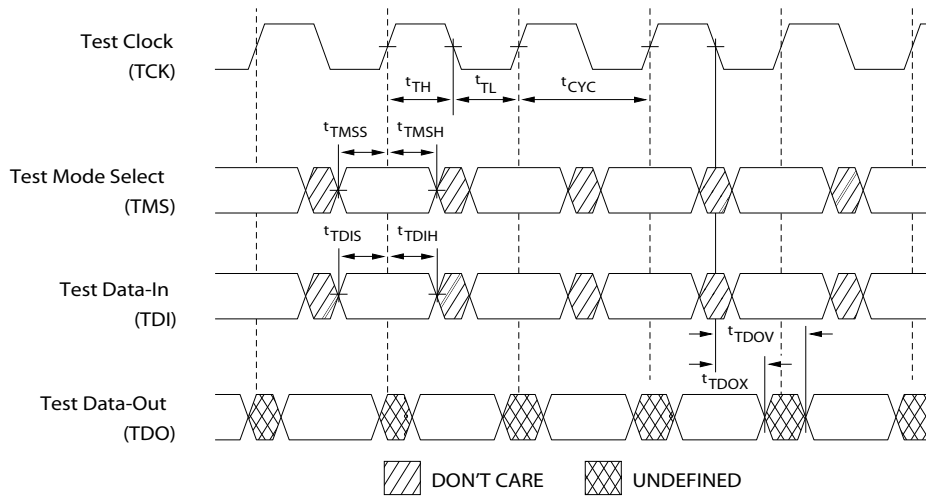 Test Clock
(TCK)
tTH
tTL
tCYC
tTMSS
tTMSH
Test Mode Select
(TMS)
tTDIS
tTDIH
Test Data-In
(TDI)
tTDOV
tTDOX
Test Data-Out
(TDO)
DON'T CARE
UNDEFINED